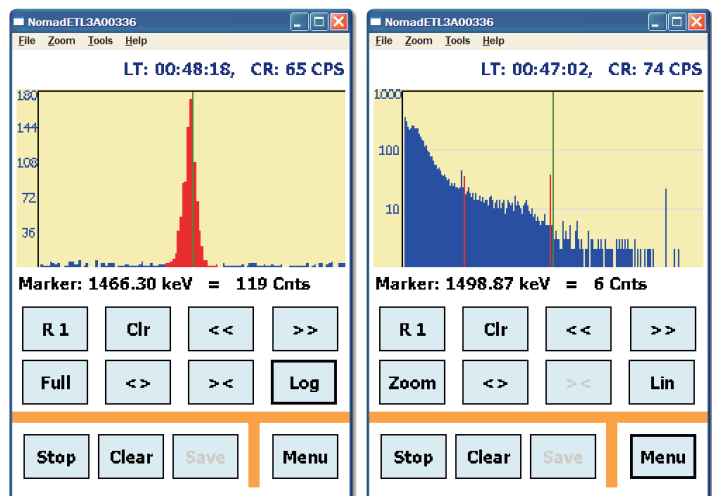 NomadETL3A00336
File Zoom Tools Help
LT: 00:48:18, CR: 65 CPS
180
144
108
72
36
Marker: 1466.30 keV = 119 Cnts
R 1 Clr << >>
Full <> >< Log
Stop Clear Save Menu
NomadETL3A00336
File Zoom Tools Help
LT: 00:47:02, CR: 74 CPS
1000
100
10
Marker: 1498.87 keV = 6 Cnts
R 1 Clr << >>
Zoom <> >< Lin
Stop Clear Save Menu